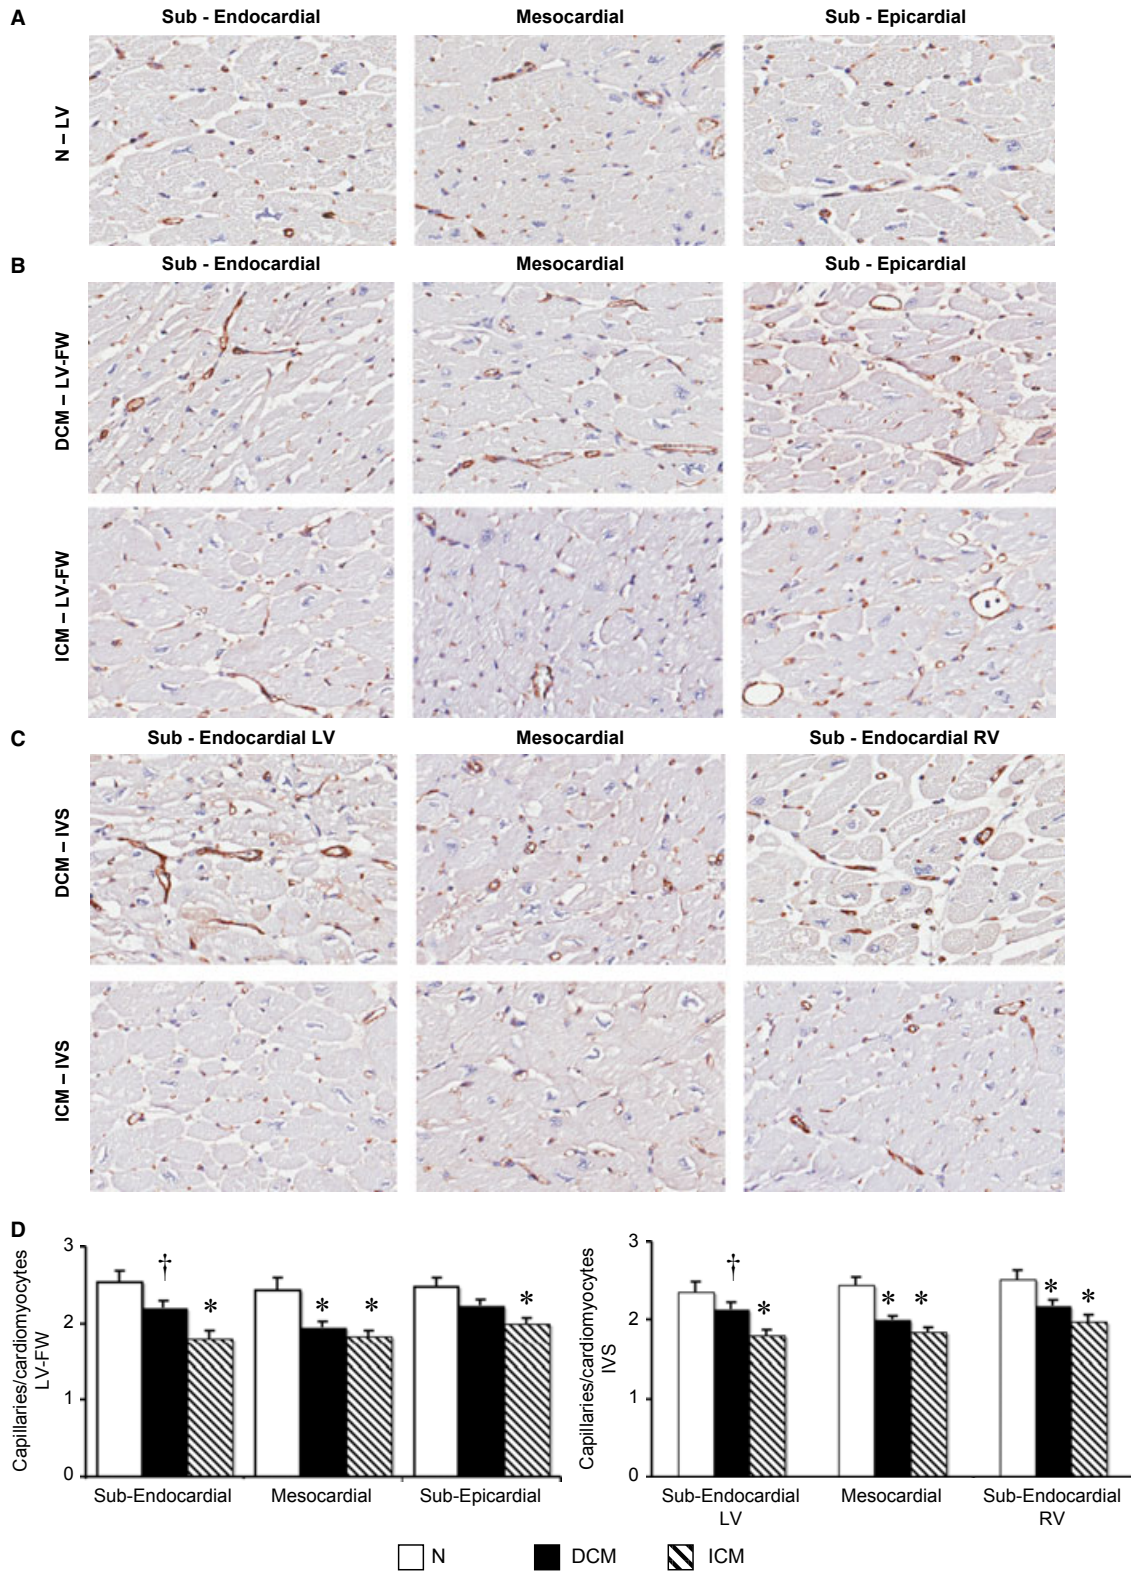 A
Sub - Endocardial Mesocardial Sub - Epicardial
N – LV
B
Sub - Endocardial Mesocardial Sub - Epicardial
DCM – LV-FW
ICM – LV-FW
C
Sub - Endocardial LV Mesocardial Sub - Endocardial RV
DCM – IVS
ICM – IVS
D
Capillaries/cardiomyocytes
LV-FW
3
2
1
0
† * * * *
Sub-Endocardial Mesocardial Sub-Epicardial
Capillaries/cardiomyocytes
IVS
3
2
1
0
† * * * * *
Sub-Endocardial
LV
Mesocardial
Sub-Endocardial
RV
N DCM ICM